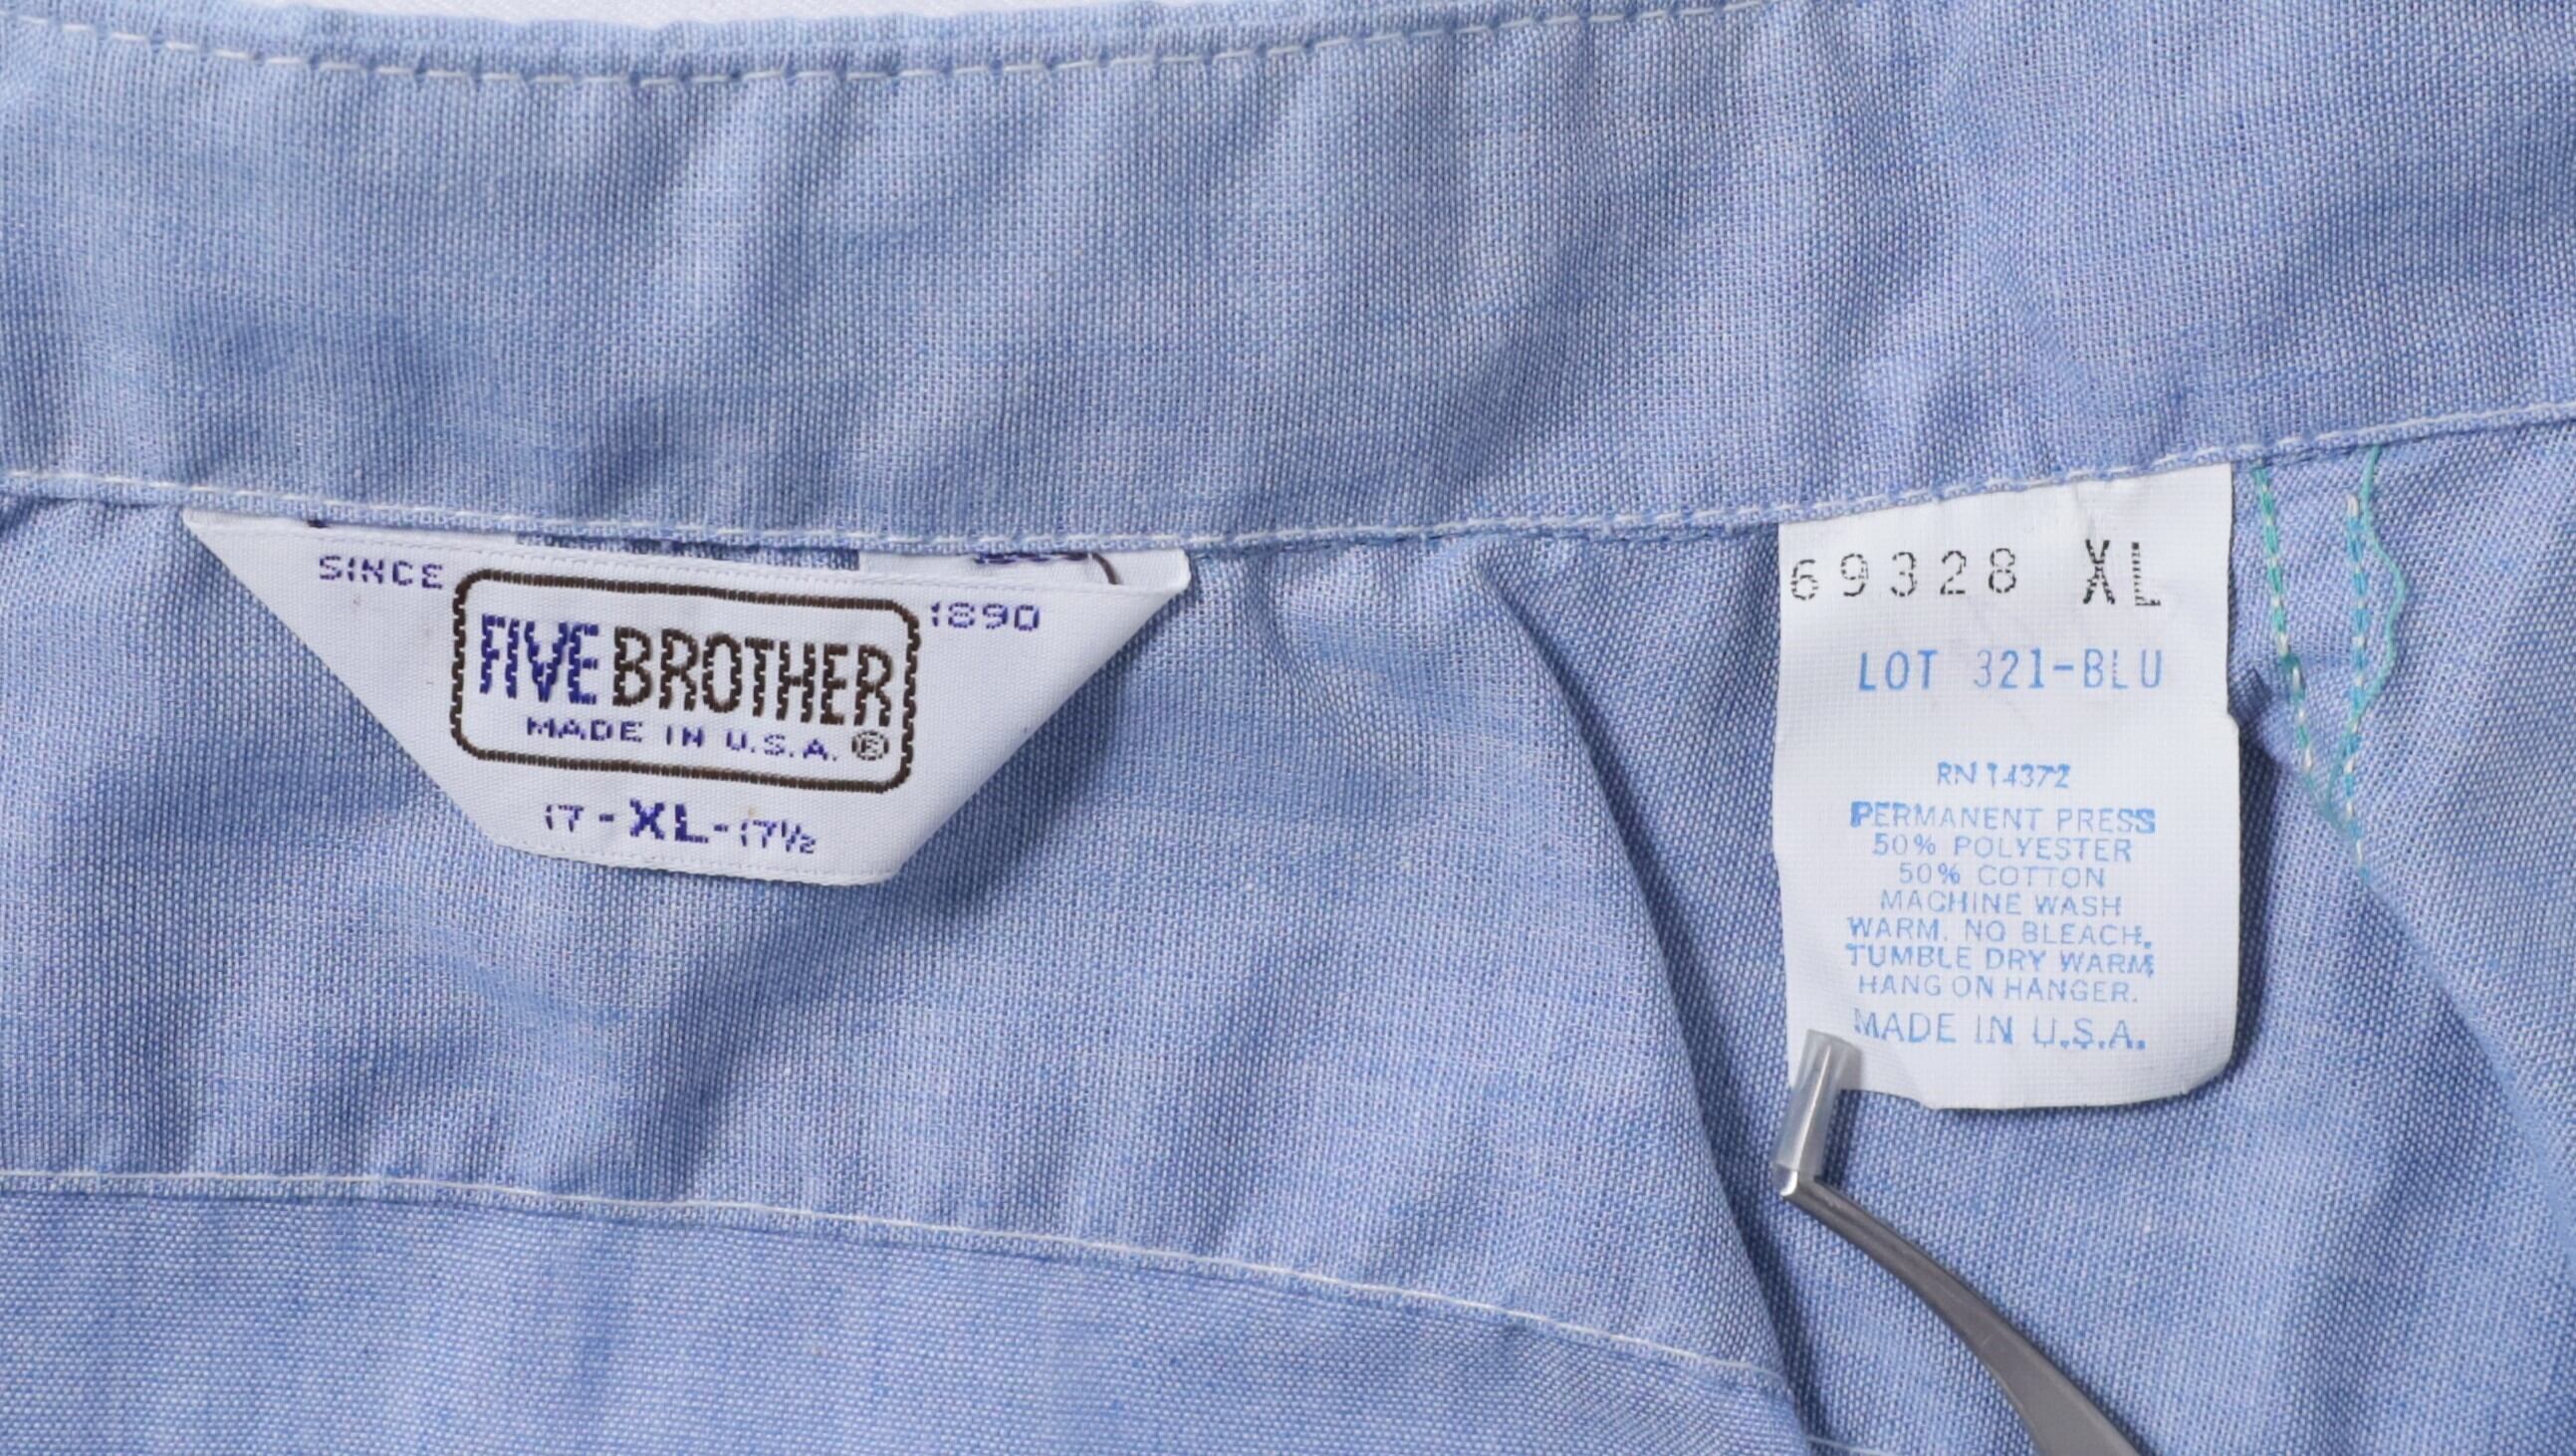 SINCE 1890
FIVE BROTHER
MADE IN U.S.A. ®
17 - XL - 17½
69328 XL
LOT 321-BLU
RN 14372
PERMANENT PRESS
50% POLYESTER
50% COTTON
MACHINE WASH
WARM. NO BLEACH.
TUMBLE DRY WARM
HANG ON HANGER.
MADE IN U.S.A.